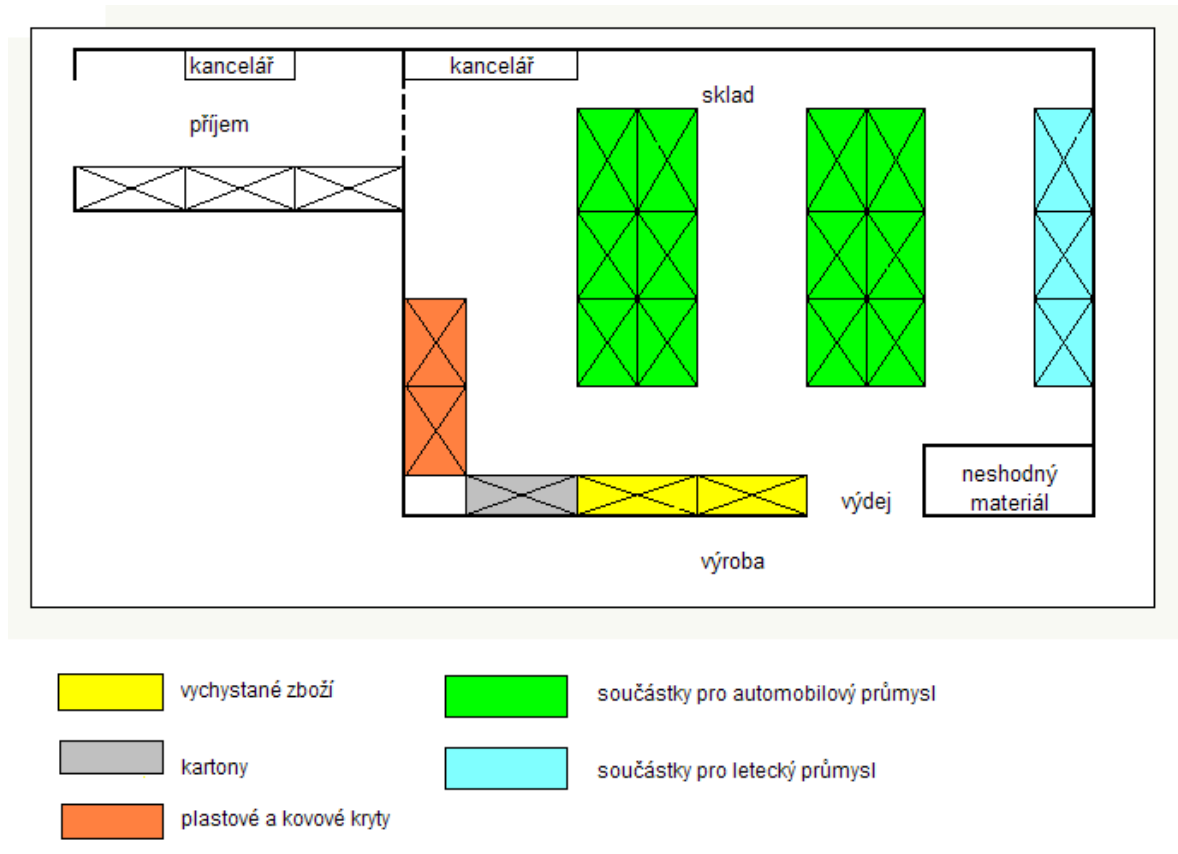 kancelář
kancelář
sklad
příjem
neshodný
materiál
výdej
výroba
vychystané zboží
součástky pro automobilový průmysl
kartony
součástky pro letecký průmysl
plastové a kovové kryty